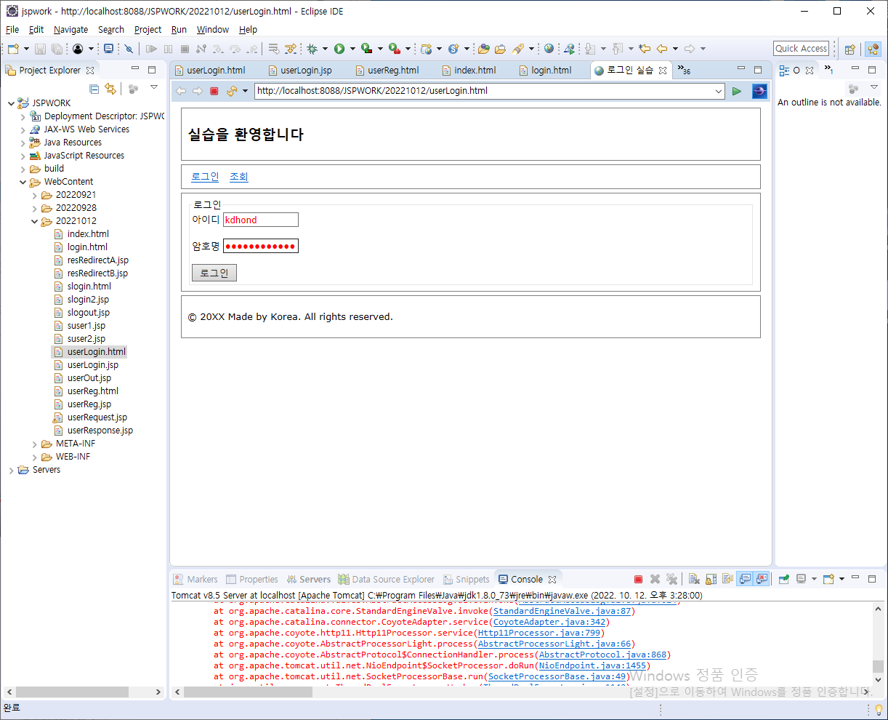 jspwork - http://localhost:8088/JSPWORK/20221012/userLogin.html - Eclipse IDE
File Edit Navigate Search Project Run Window Help
Quick Access
Project Explorer
userLogin.html userLogin.jsp userReg.html index.html login.html 로그인 실습 »36
O »1
http://localhost:8088/JSPWORK/20221012/userLogin.html
An outline is not available.
JSPWORK
Deployment Descriptor: JSPWC
JAX-WS Web Services
Java Resources
JavaScript Resources
build
WebContent
20220921
20220928
20221012
index.html
login.html
resRedirectA.jsp
resRedirectB.jsp
slogin.html
slogin2.jsp
slogout.jsp
suser1.jsp
suser2.jsp
userLogin.html
userLogin.jsp
userOut.jsp
userReg.html
userReg.jsp
userRequest.jsp
userResponse.jsp
META-INF
WEB-INF
Servers
실습을 환영합니다
로그인 조회
로그인
아이디 kdhond
암호명 ●●●●●●●●●●●●
로그인
© 20XX Made by Korea. All rights reserved.
Markers Properties Servers Data Source Explorer Snippets Console
Tomcat v8.5 Server at localhost [Apache Tomcat] C:₩Program Files₩Java₩jdk1.8.0_73₩jre₩bin₩javaw.exe (2022. 10. 12. 오후 3:28:00)
at org.apache.catalina.core.StandardEngineValve.invoke(StandardEngineValve.java:87)
at org.apache.catalina.connector.CoyoteAdapter.service(CoyoteAdapter.java:342)
at org.apache.coyote.http11.Http11Processor.service(Http11Processor.java:799)
at org.apache.coyote.AbstractProcessorLight.process(AbstractProcessorLight.java:66)
at org.apache.coyote.AbstractProtocol$ConnectionHandler.process(AbstractProtocol.java:868)
at org.apache.tomcat.util.net.NioEndpoint$SocketProcessor.doRun(NioEndpoint.java:1455)
at org.apache.tomcat.util.net.SocketProcessorBase.run(SocketProcessorBase.java:49)
Windows 정품 인증
[설정]으로 이동하여 Windows를 정품 인증합니다.
완료